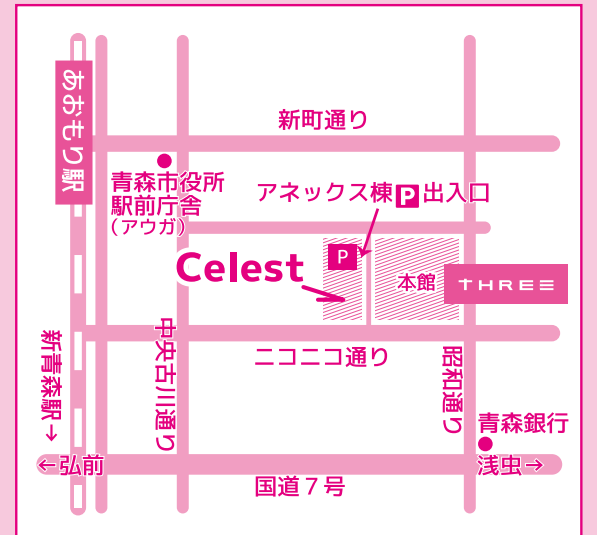 あおもり駅
新町通り
青森市役所
駅前庁舎
(アウガ)
アネックス棟P出入口
P
Celest
本館
THREE
ニコニコ通り
中央古川通り
昭和通り
新青森駅→
青森銀行
←弘前
浅虫→
国道7号